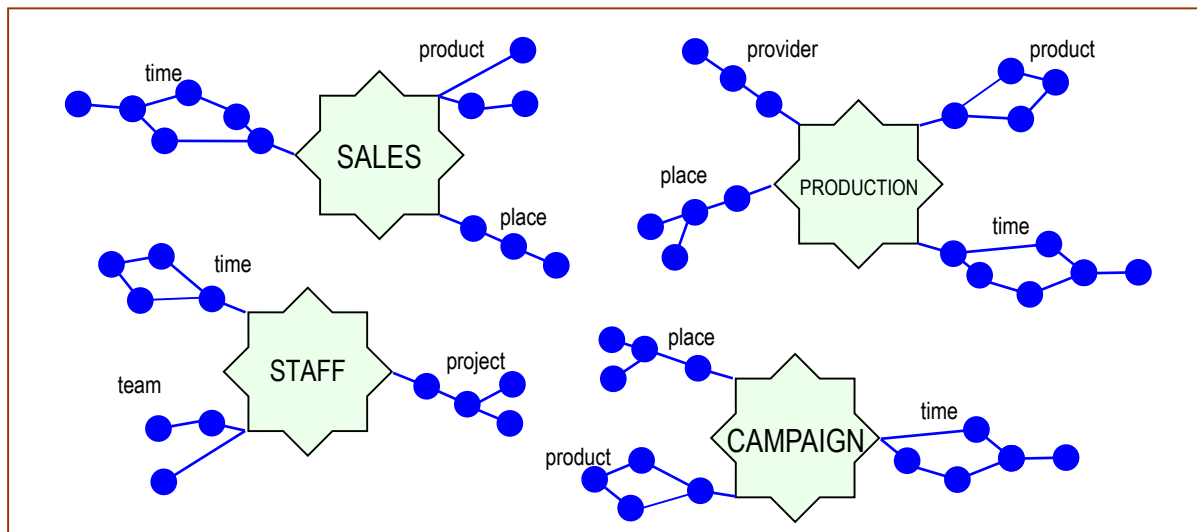 product
time
SALES
place
provider
product
place
PRODUCTION
time
time
STAFF
project
team
place
time
CAMPAIGN
product